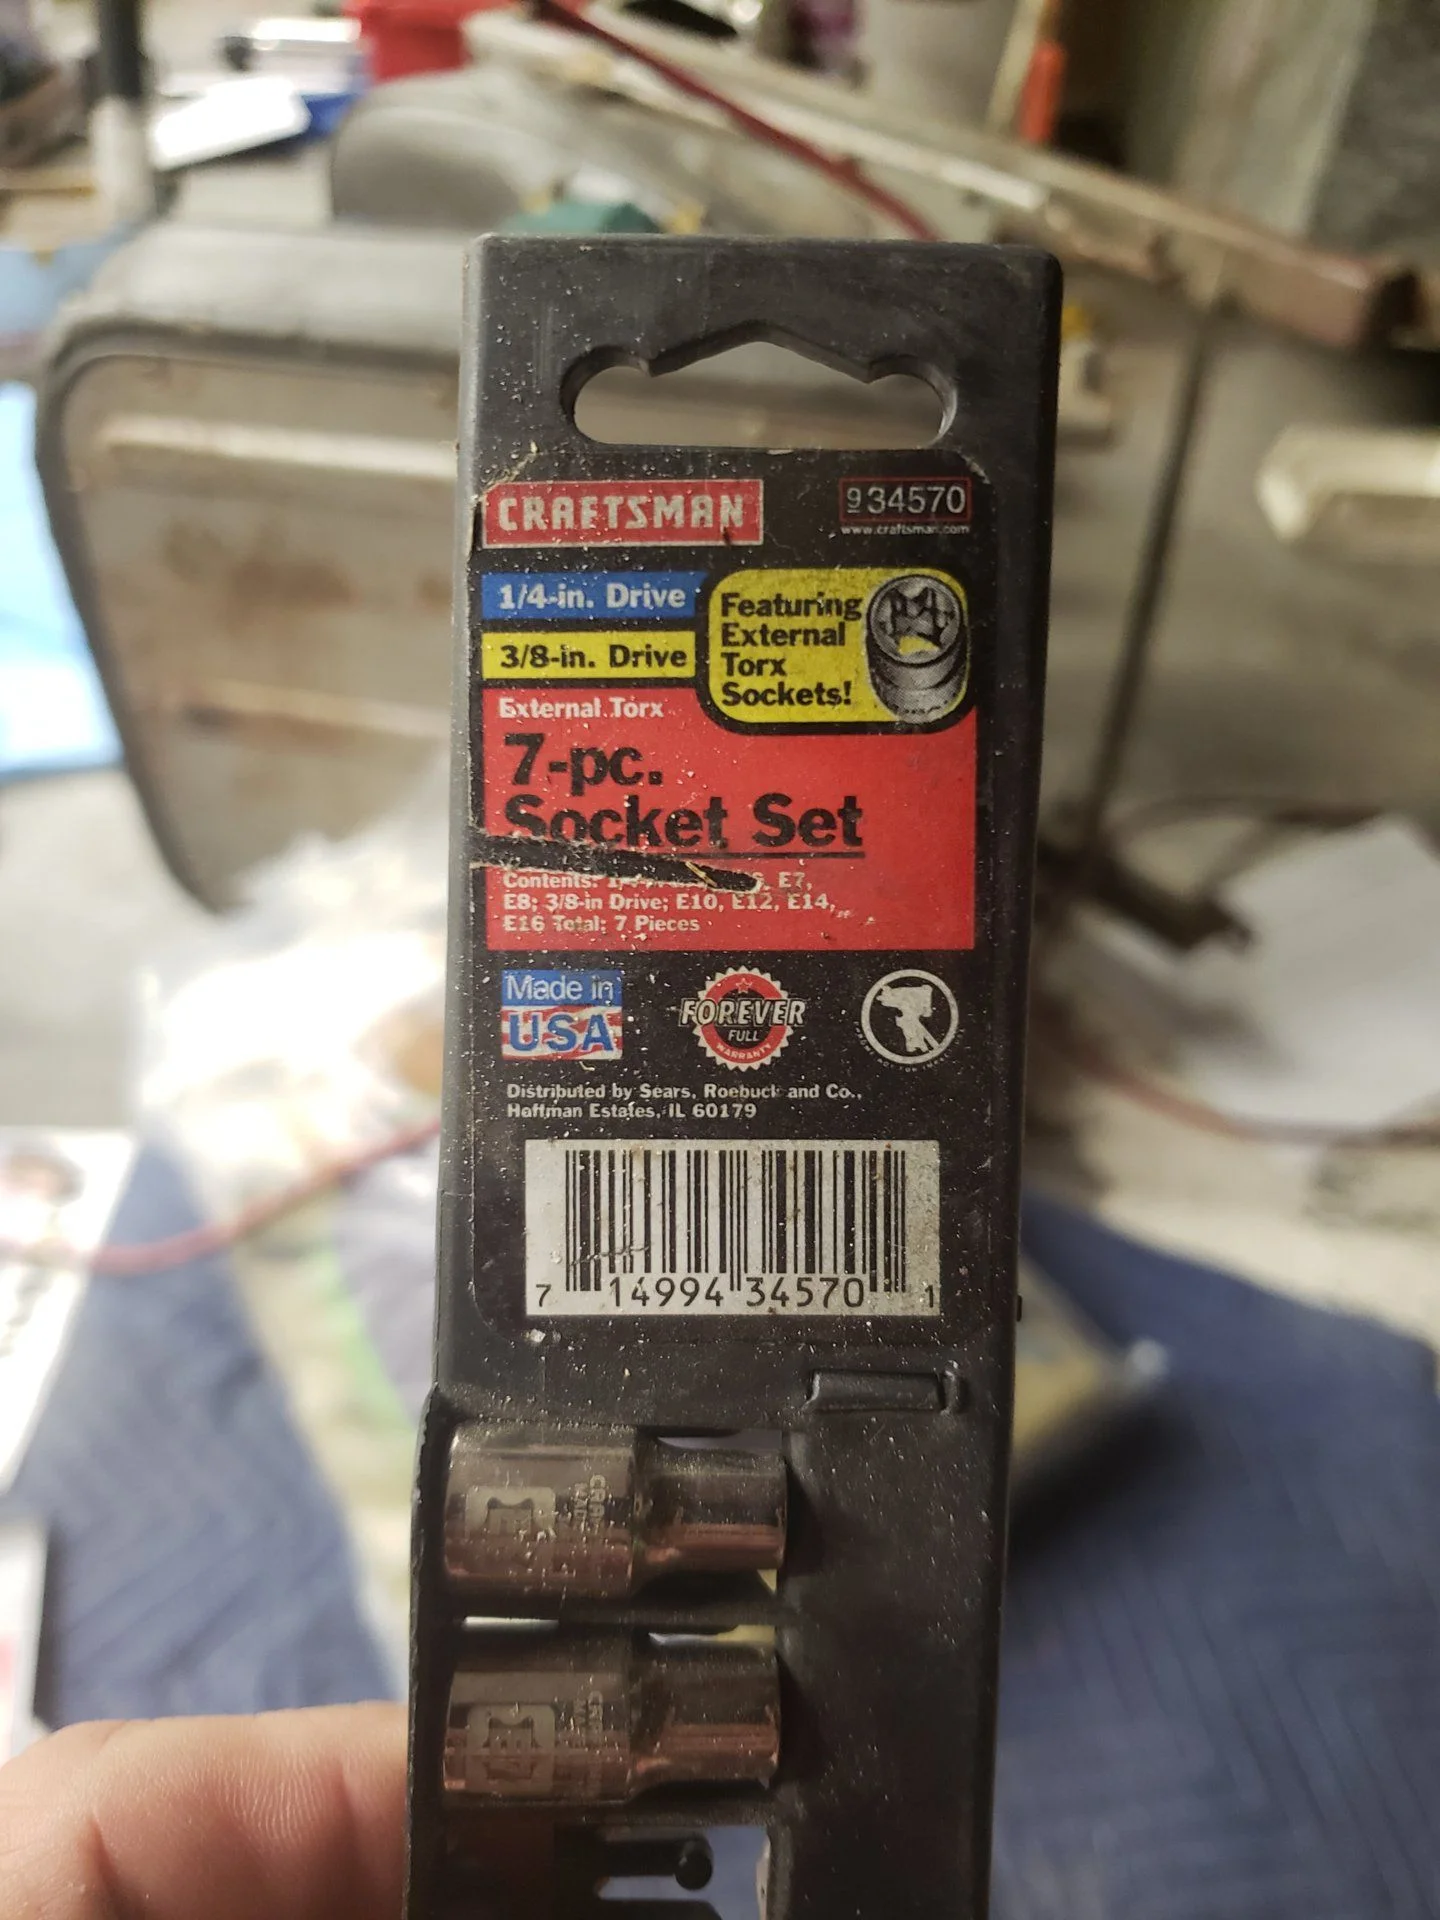 CRAFTSMAN
9 34570
www.craftsman.com
1/4-in. Drive
3/8-in. Drive
Featuring
External
Torx
Sockets!
External Torx
7-pc.
Socket Set
Contents: E7,
E8; 3/8-in Drive; E10, E12, E14,
E16 Total: 7 Pieces
Made in
USA
FOREVER
FULL
WARRANTY
Distributed by Sears, Roebuck and Co.,
Hoffman Estates, IL 60179
7 14994 34570 1
E
E